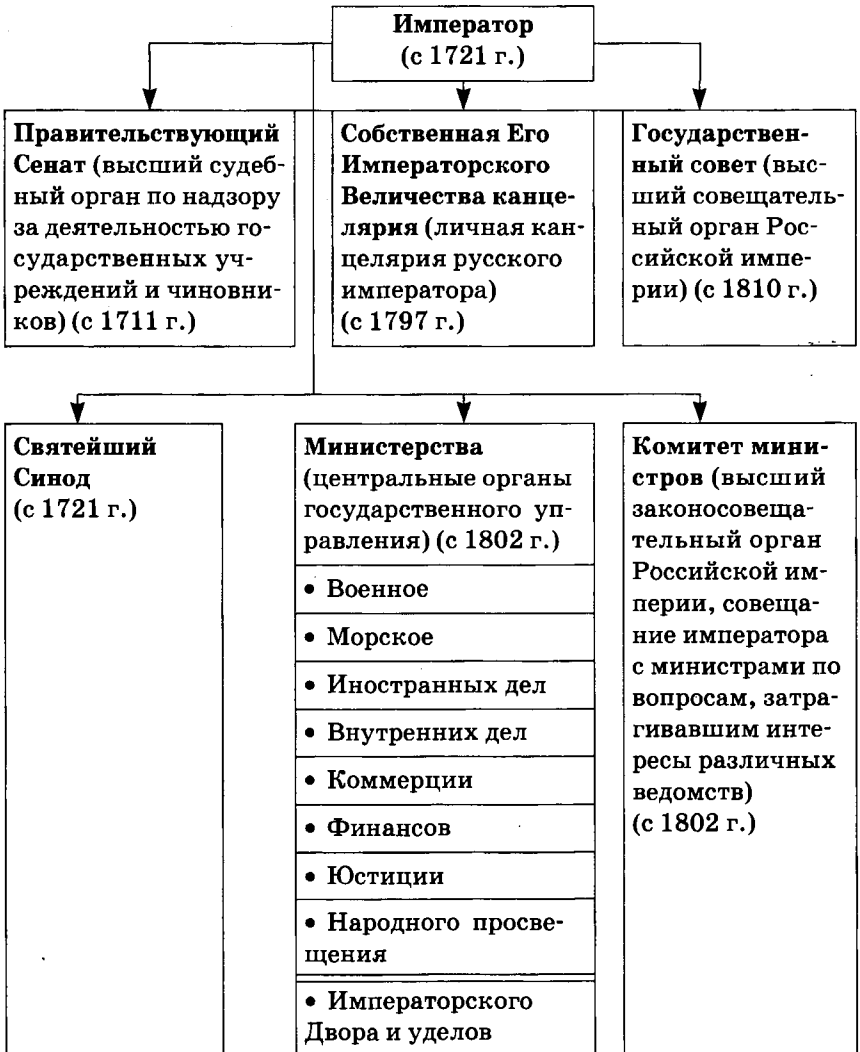 Император
(с 1721 г.)
Правительствующий
Сенат (высший судеб-
ный орган по надзору
за деятельностью го-
сударственных уч-
реждений и чиновни-
ков) (с 1711 г.)
Собственная Его
Императорского
Величества канце-
лярия (личная кан-
целярия русского
императора)
(с 1797 г.)
Государствен-
ный совет (выс-
ший совещатель-
ный орган Рос-
сийской импе-
рии) (с 1810 г.)
Святейший
Синод
(с 1721 г.)
Министерства
(центральные органы
государственного уп-
равления) (с 1802 г.)
• Военное
• Морское
• Иностранных дел
• Внутренних дел
• Коммерции
• Финансов
• Юстиции
• Народного просве-
щения
• Императорского
Двора и уделов
Комитет мини-
стров (высший
законосовеща-
тельный орган
Российской им-
перии, совеща-
ние императора
с министрами по
вопросам, затра-
гивавшим инте-
ресы различных
ведомств)
(с 1802 г.)